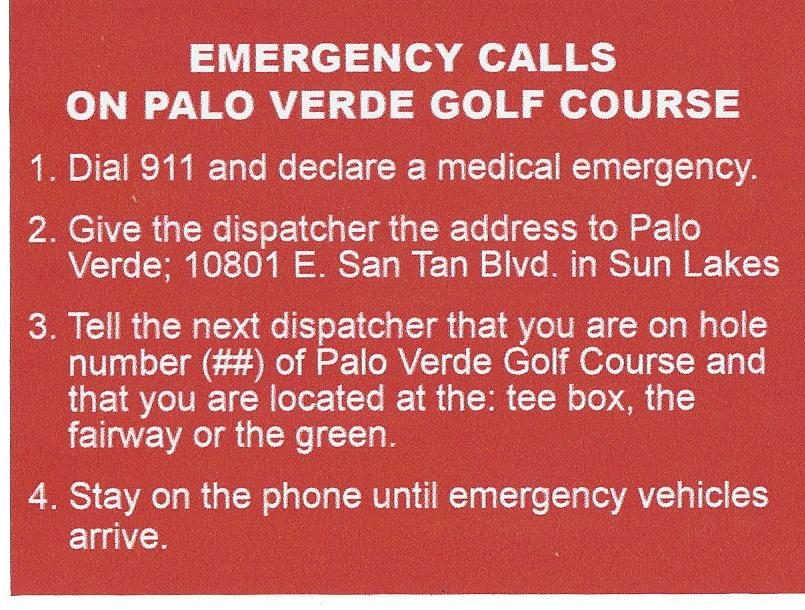 EMERGENCY CALLS
ON PALO VERDE GOLF COURSE
1. Dial 911 and declare a medical emergency.
2. Give the dispatcher the address to Palo
Verde; 10801 E. San Tan Blvd. in Sun Lakes
3. Tell the next dispatcher that you are on hole
number (##) of Palo Verde Golf Course and
that you are located at the: tee box, the
fairway or the green.
4. Stay on the phone until emergency vehicles
arrive.